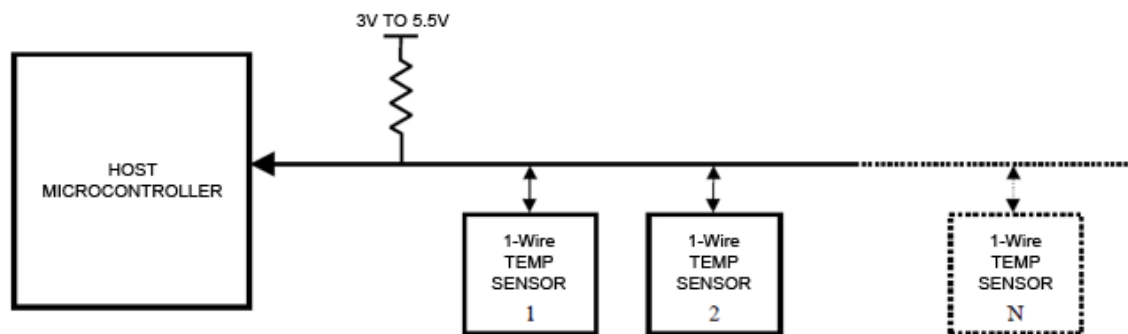 3V TO 5.5V
HOST
MICROCONTROLLER
1-Wire
TEMP
SENSOR
1
1-Wire
TEMP
SENSOR
2
1-Wire
TEMP
SENSOR
N